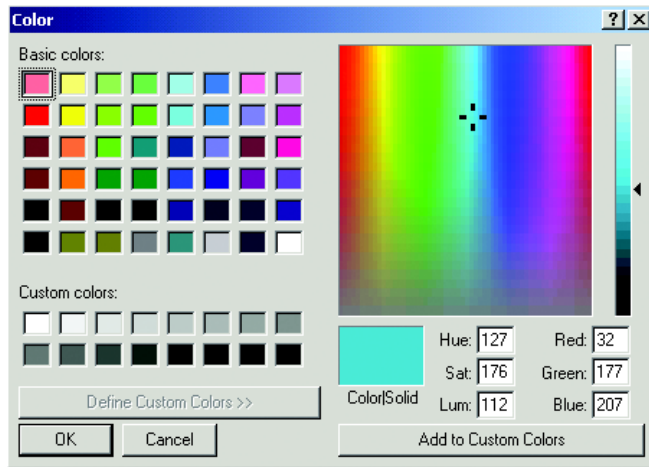 Color
Basic colors:
Custom colors:
Define Custom Colors >>
OK
Cancel
Color|Solid
Hue: 127
Sat: 176
Lum: 112
Red: 32
Green: 177
Blue: 207
Add to Custom Colors